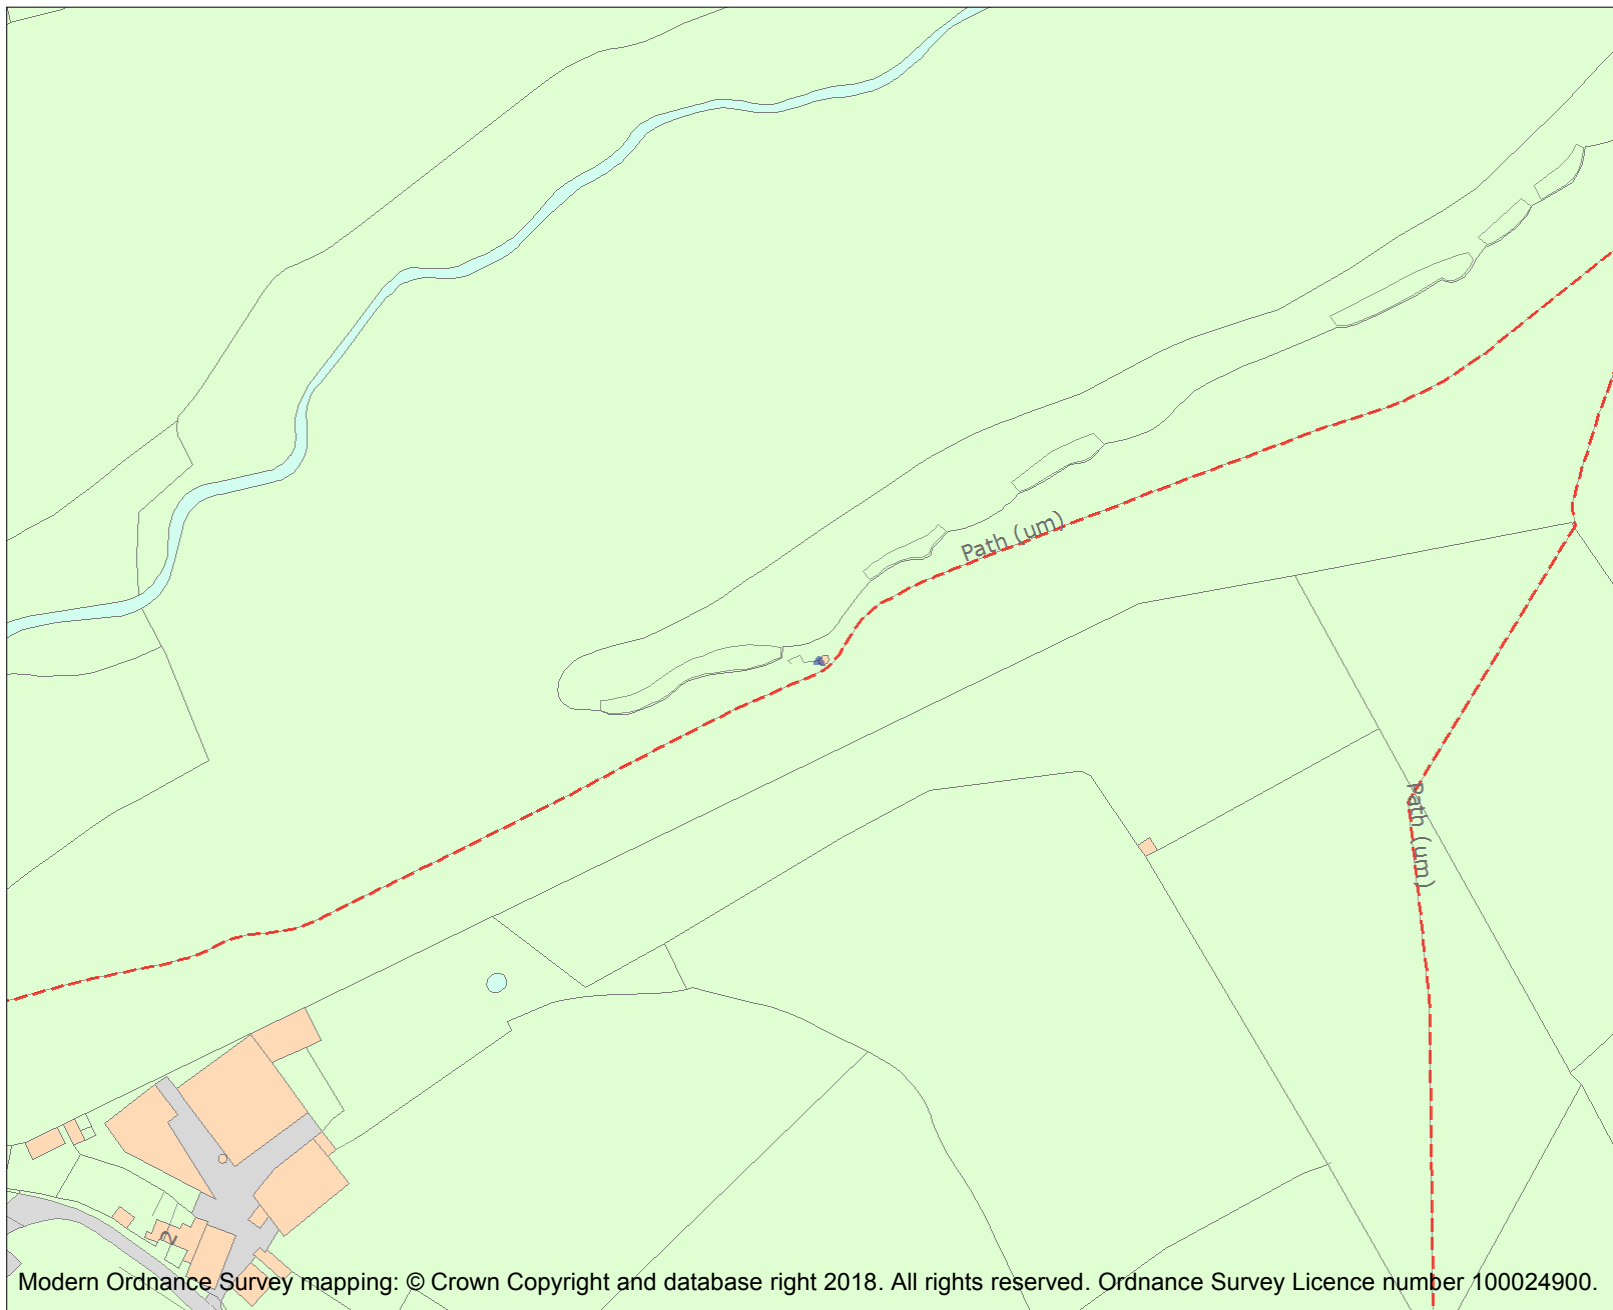 Path (um)
Path (um)
2
Modern Ordnance Survey mapping: © Crown Copyright and database right 2018. All rights reserved. Ordnance Survey Licence number 100024900.